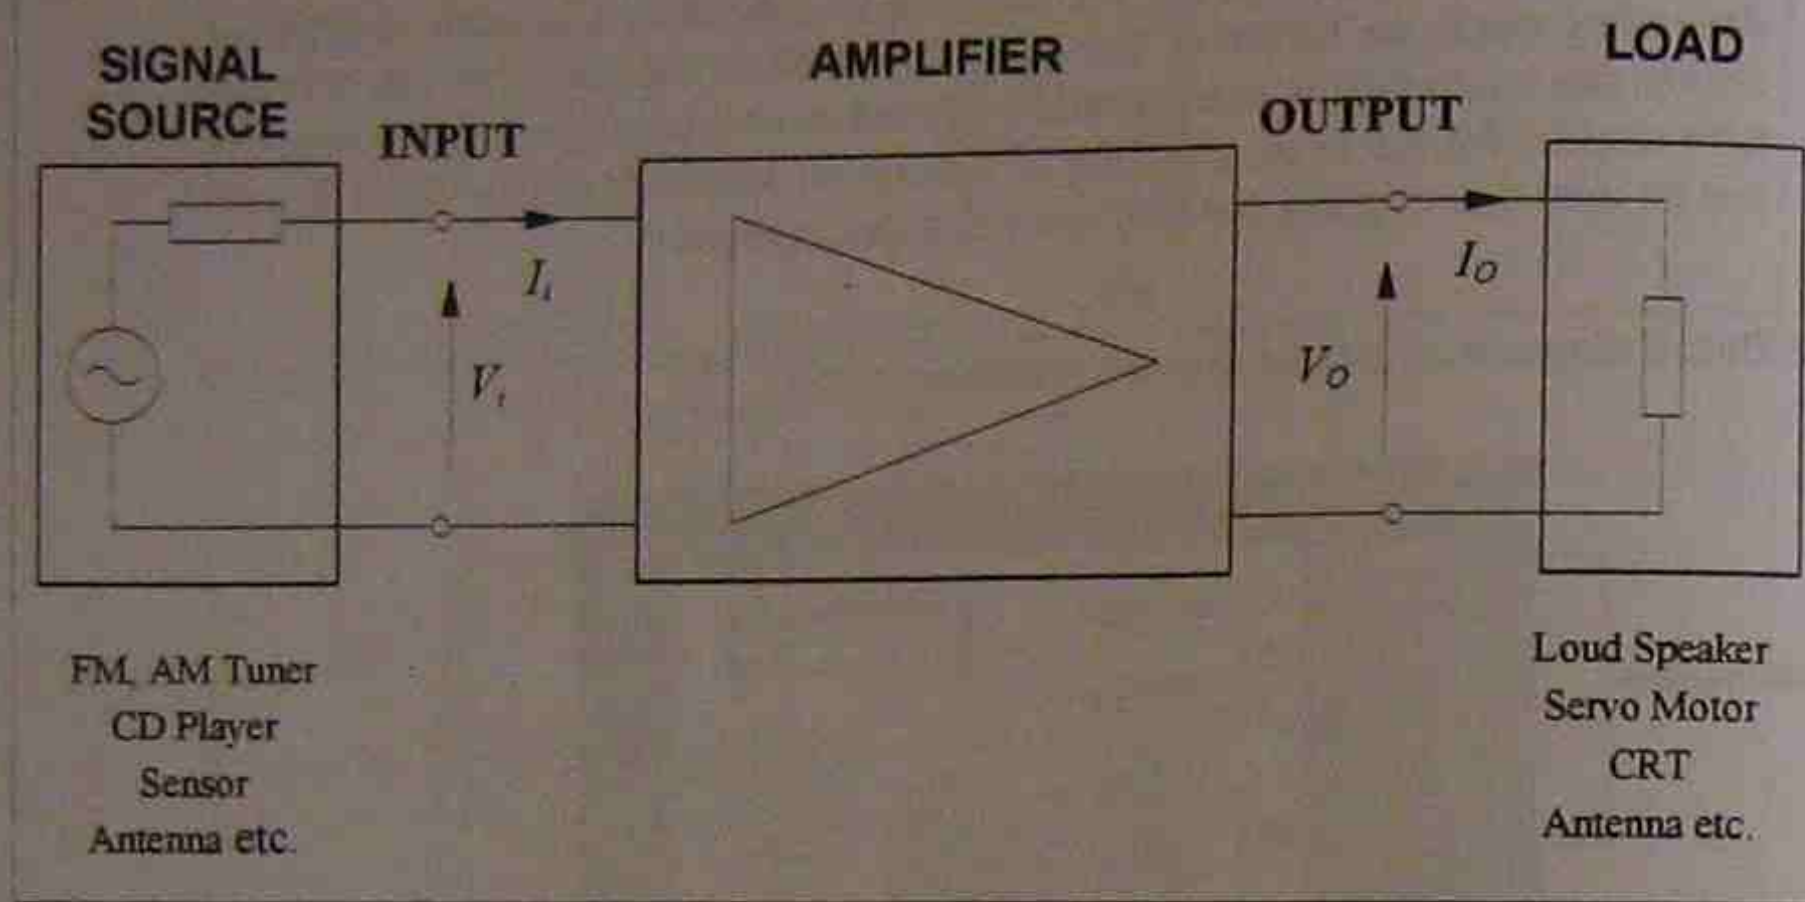 SIGNAL
SOURCE
AMPLIFIER
LOAD
INPUT
OUTPUT
Ii
Vi
IO
VO
FM, AM Tuner
CD Player
Sensor
Antenna etc.
Loud Speaker
Servo Motor
CRT
Antenna etc.